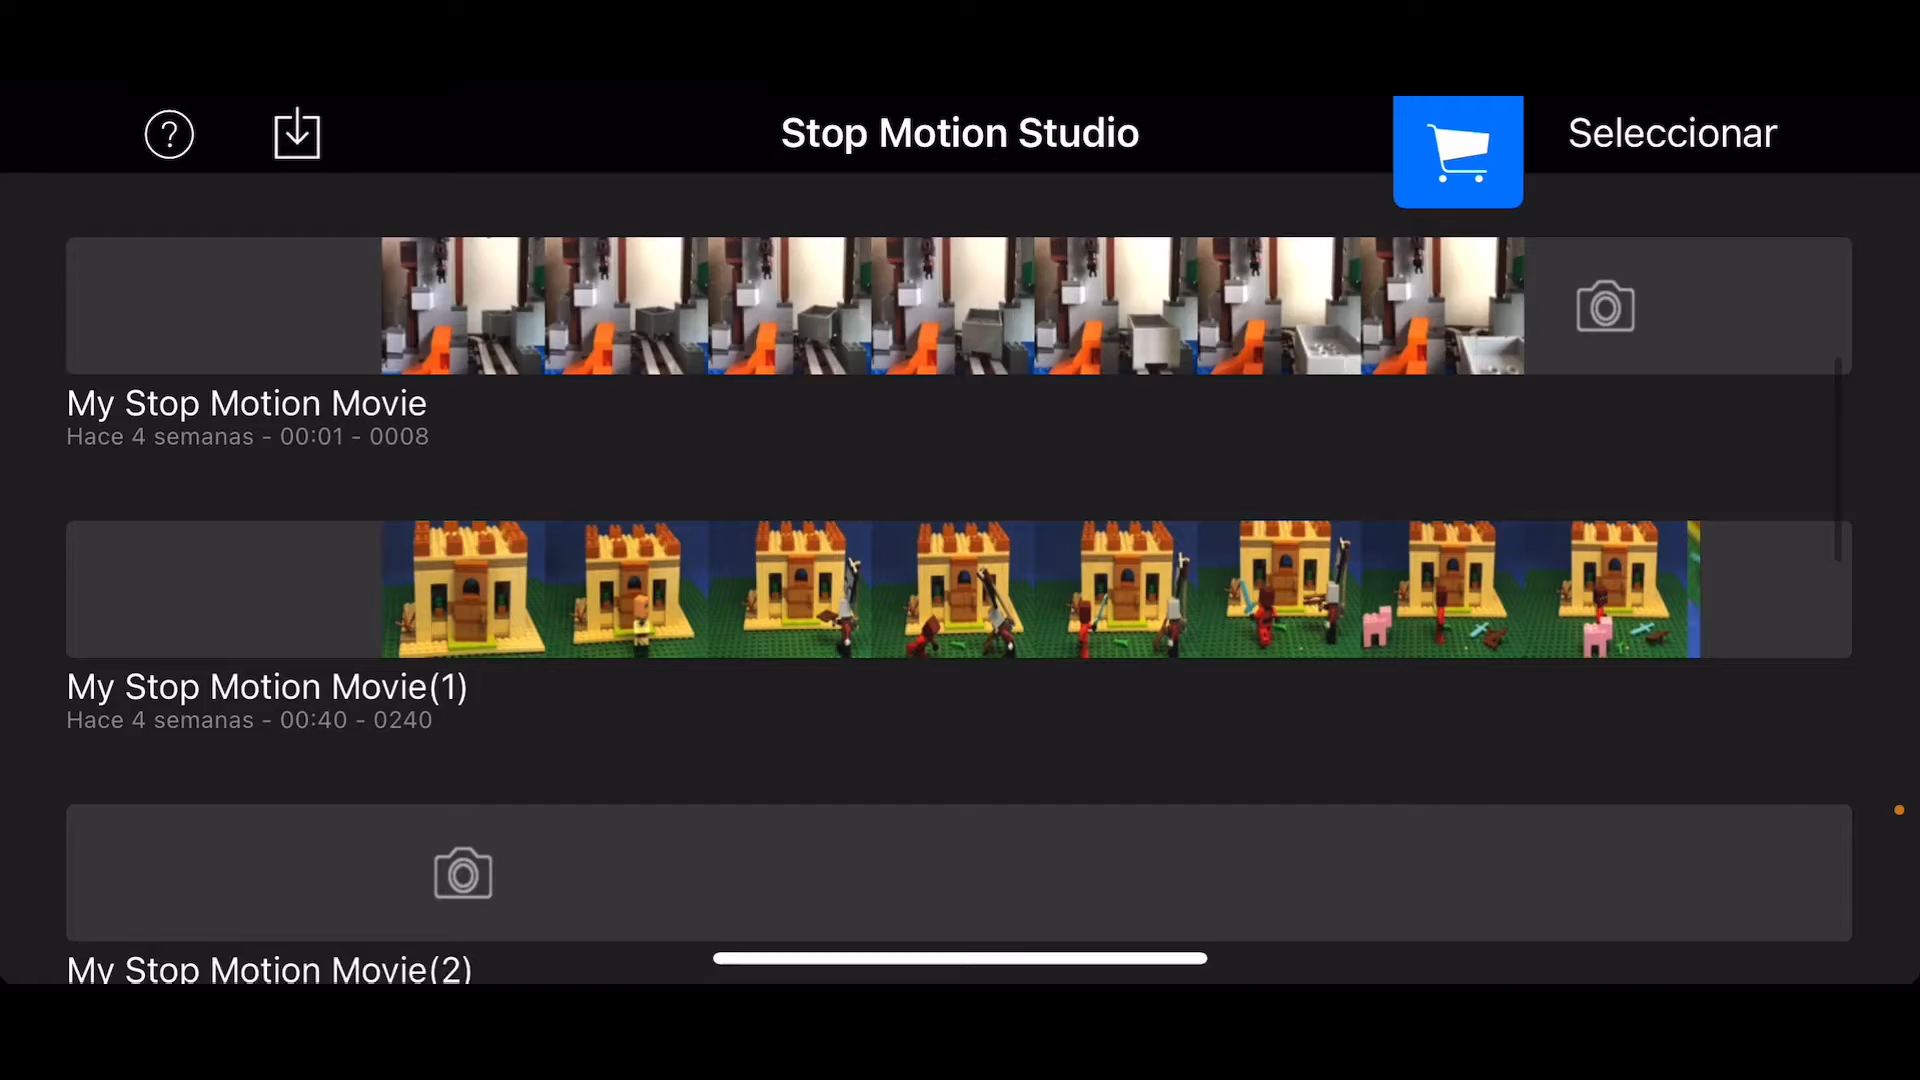 Stop Motion Studio
Seleccionar
My Stop Motion Movie
Hace 4 semanas - 00:01 - 0008
My Stop Motion Movie(1)
Hace 4 semanas - 00:40 - 0240
My Stop Motion Movie(2)